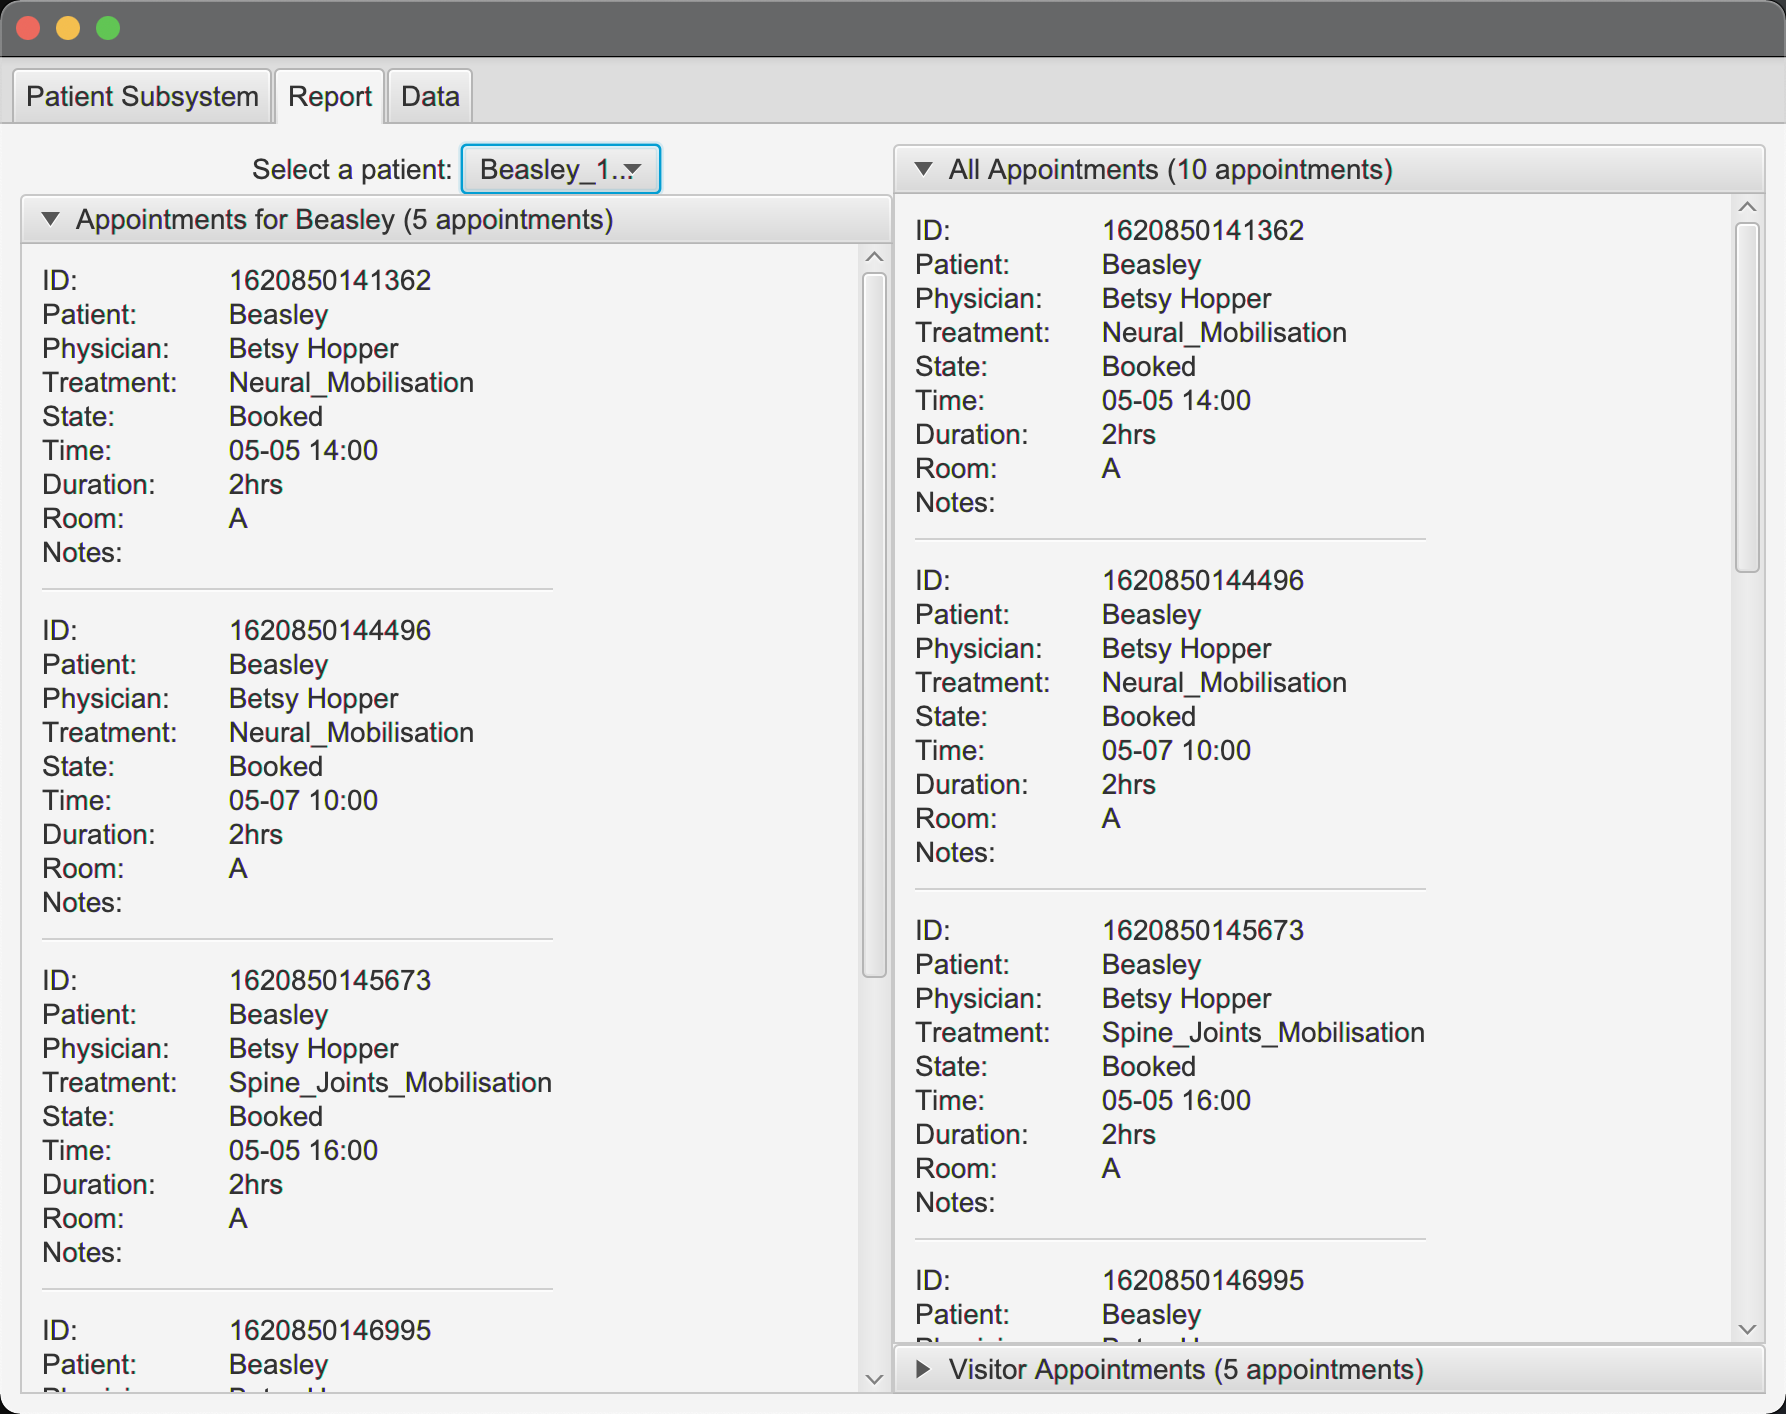 Patient Subsystem Report Data
Select a patient: Beasley_1...
Appointments for Beasley (5 appointments)
ID: 1620850141362
Patient: Beasley
Physician: Betsy Hopper
Treatment: Neural_Mobilisation
State: Booked
Time: 05-05 14:00
Duration: 2hrs
Room: A
Notes:
ID: 1620850144496
Patient: Beasley
Physician: Betsy Hopper
Treatment: Neural_Mobilisation
State: Booked
Time: 05-07 10:00
Duration: 2hrs
Room: A
Notes:
ID: 1620850145673
Patient: Beasley
Physician: Betsy Hopper
Treatment: Spine_Joints_Mobilisation
State: Booked
Time: 05-05 16:00
Duration: 2hrs
Room: A
Notes:
ID: 1620850146995
Patient: Beasley
All Appointments (10 appointments)
ID: 1620850141362
Patient: Beasley
Physician: Betsy Hopper
Treatment: Neural_Mobilisation
State: Booked
Time: 05-05 14:00
Duration: 2hrs
Room: A
Notes:
ID: 1620850144496
Patient: Beasley
Physician: Betsy Hopper
Treatment: Neural_Mobilisation
State: Booked
Time: 05-07 10:00
Duration: 2hrs
Room: A
Notes:
ID: 1620850145673
Patient: Beasley
Physician: Betsy Hopper
Treatment: Spine_Joints_Mobilisation
State: Booked
Time: 05-05 16:00
Duration: 2hrs
Room: A
Notes:
ID: 1620850146995
Patient: Beasley
Visitor Appointments (5 appointments)